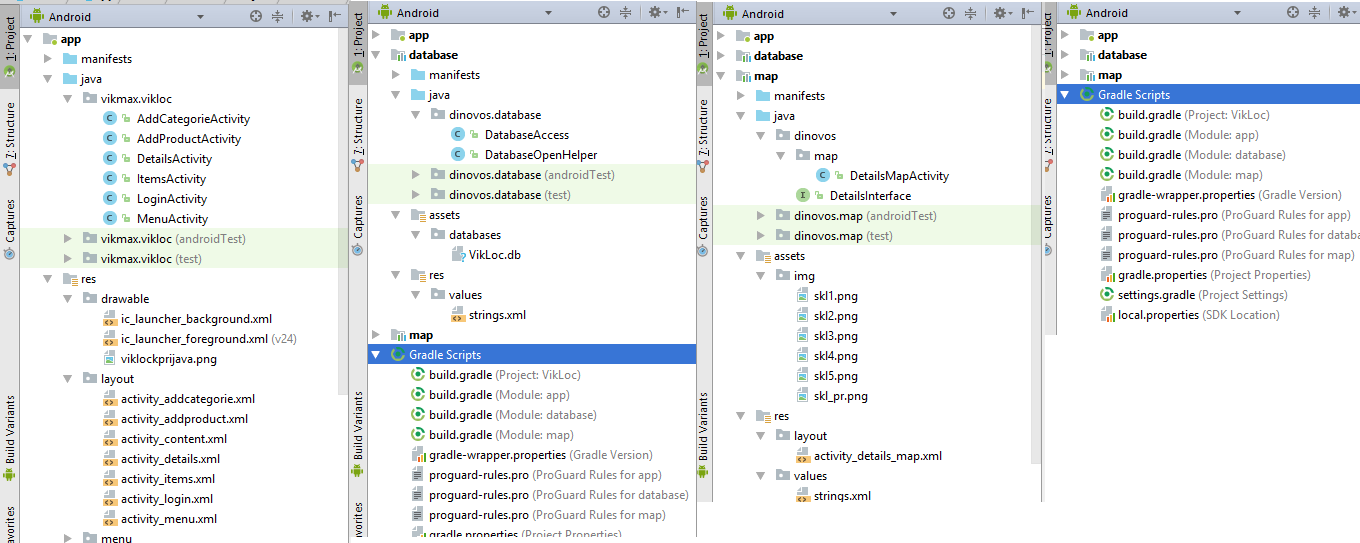 Android
1: Project
7: Structure
Captures
Build Variants
avorites
app
manifests
java
vikmax.vikloc
AddCategorieActivity
AddProductActivity
DetailsActivity
ItemsActivity
LoginActivity
MenuActivity
vikmax.vikloc (androidTest)
vikmax.vikloc (test)
res
drawable
ic_launcher_background.xml
ic_launcher_foreground.xml (v24)
viklockprijava.png
layout
activity_addcategorie.xml
activity_addproduct.xml
activity_content.xml
activity_details.xml
activity_items.xml
activity_login.xml
activity_menu.xml
menu
Android
1: Project
7: Structure
Captures
Build Variants
vorites
app
database
manifests
java
dinovos.database
DatabaseAccess
DatabaseOpenHelper
dinovos.database (androidTest)
dinovos.database (test)
assets
databases
VikLoc.db
res
values
strings.xml
map
Gradle Scripts
build.gradle (Project: VikLoc)
build.gradle (Module: app)
build.gradle (Module: database)
build.gradle (Module: map)
gradle-wrapper.properties (Gradle Version)
proguard-rules.pro (ProGuard Rules for app)
proguard-rules.pro (ProGuard Rules for database)
proguard-rules.pro (ProGuard Rules for map)
gradle.properties (Project Properties)
Android
1: Project
7: Structure
Captures
Build Variants
app
database
map
manifests
java
dinovos
map
DetailsMapActivity
DetailsInterface
dinovos.map (androidTest)
dinovos.map (test)
assets
img
skl1.png
skl2.png
skl3.png
skl4.png
skl5.png
skl_pr.png
res
layout
activity_details_map.xml
values
strings.xml
Android
1: Project
7: Structure
Captures
app
database
map
Gradle Scripts
build.gradle (Project: VikLoc)
build.gradle (Module: app)
build.gradle (Module: database)
build.gradle (Module: map)
gradle-wrapper.properties (Gradle Version)
proguard-rules.pro (ProGuard Rules for app)
proguard-rules.pro (ProGuard Rules for databa
proguard-rules.pro (ProGuard Rules for map)
gradle.properties (Project Properties)
settings.gradle (Project Settings)
local.properties (SDK Location)